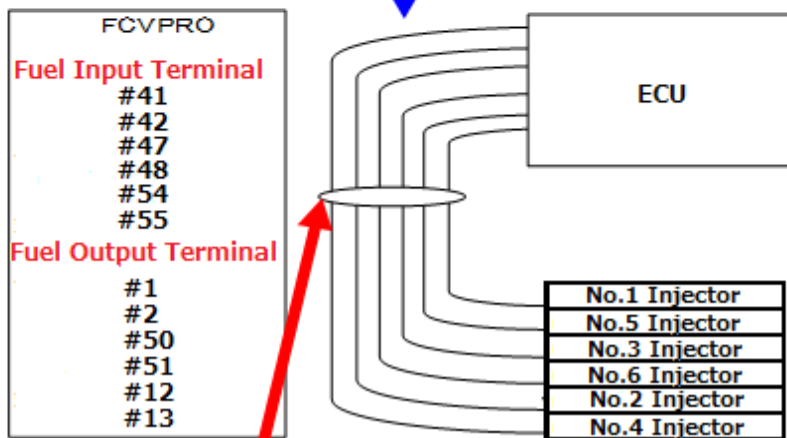 FCVPRO
Fuel Input Terminal
#41
#42
#47
#48
#54
#55
Fuel Output Terminal
#1
#2
#50
#51
#12
#13
ECU
No.1 Injector
No.5 Injector
No.3 Injector
No.6 Injector
No.2 Injector
No.4 Injector